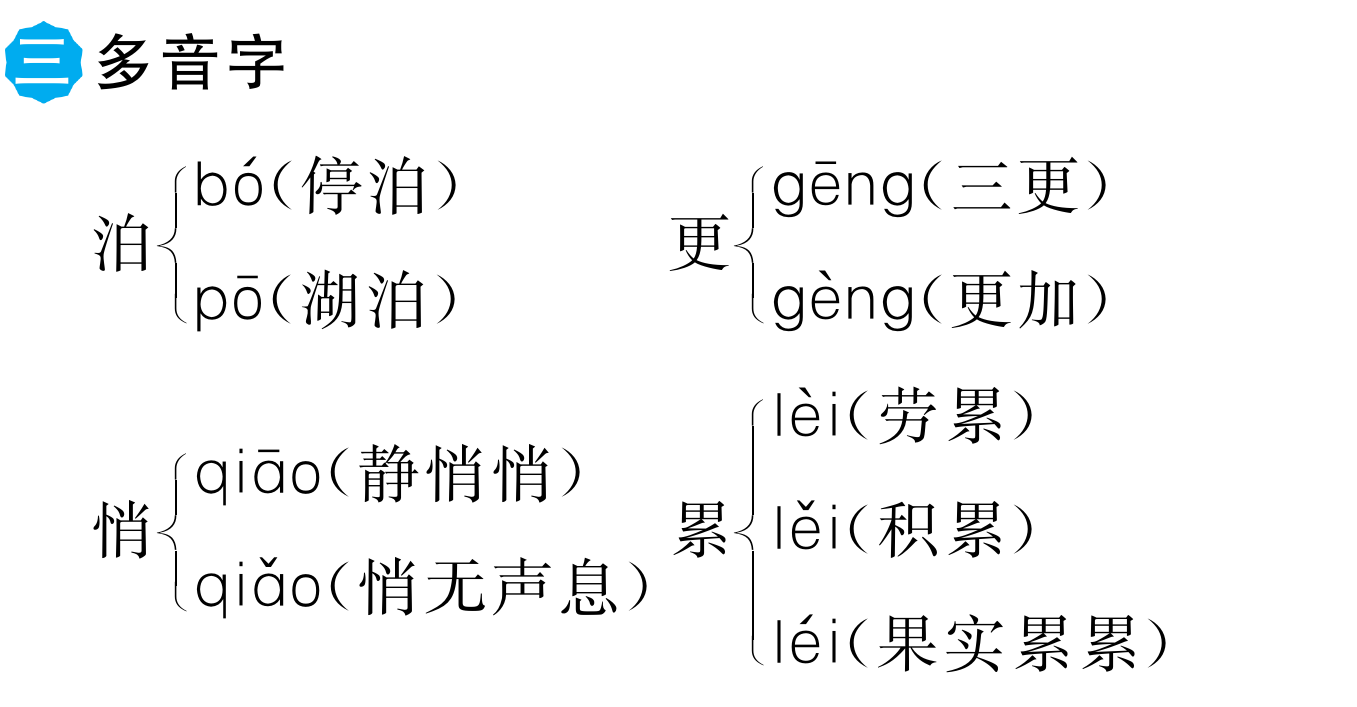 三 多音字
泊
bó(停泊)
pō(湖泊)
更
gēng(三更)
gèng(更加)
悄
qiāo(静悄悄)
qiǎo(悄无声息)
累
lèi(劳累)
lěi(积累)
léi(果实累累)